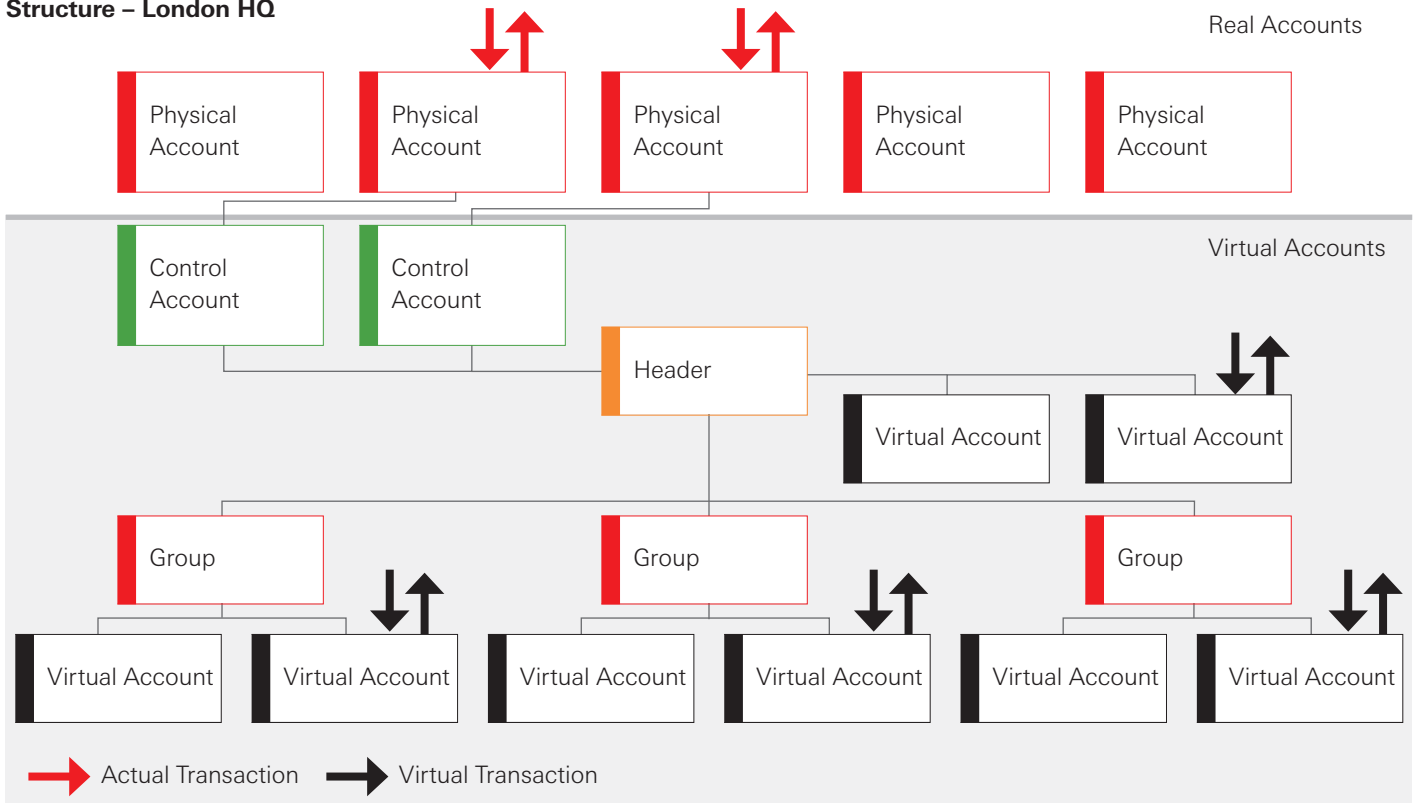 Structure – London HQ
Real Accounts
Physical
Account
Physical
Account
Physical
Account
Physical
Account
Physical
Account
Virtual Accounts
Control
Account
Control
Account
Header
Virtual Account
Virtual Account
Group
Group
Group
Virtual Account
Virtual Account
Virtual Account
Virtual Account
Virtual Account
Virtual Account
Actual Transaction
Virtual Transaction